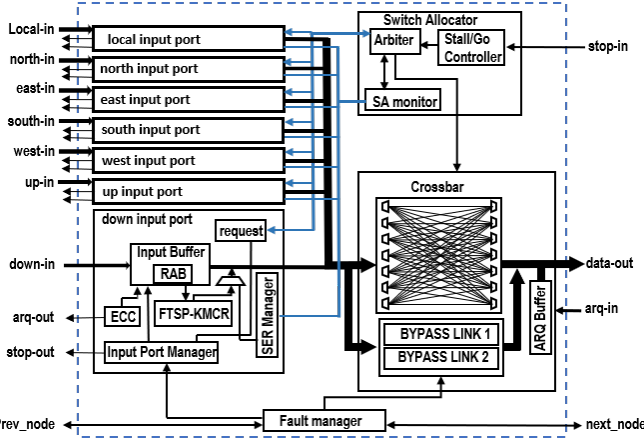 Local-in
local input port
north-in
north input port
east-in
east input port
south-in
south input port
west-in
west input port
up-in
up input port
Switch Allocator
Arbiter
Stall/Go
Controller
stop-in
SA monitor
down input port
request
Input Buffer
RAB
down-in
ECC
FTSP-KMCR
SER Manager
arq-out
stop-out
Input Port Manager
Crossbar
data-out
ARQ Buffer
arq-in
BYPASS LINK 1
BYPASS LINK 2
Fault manager
Prev_node
next_node